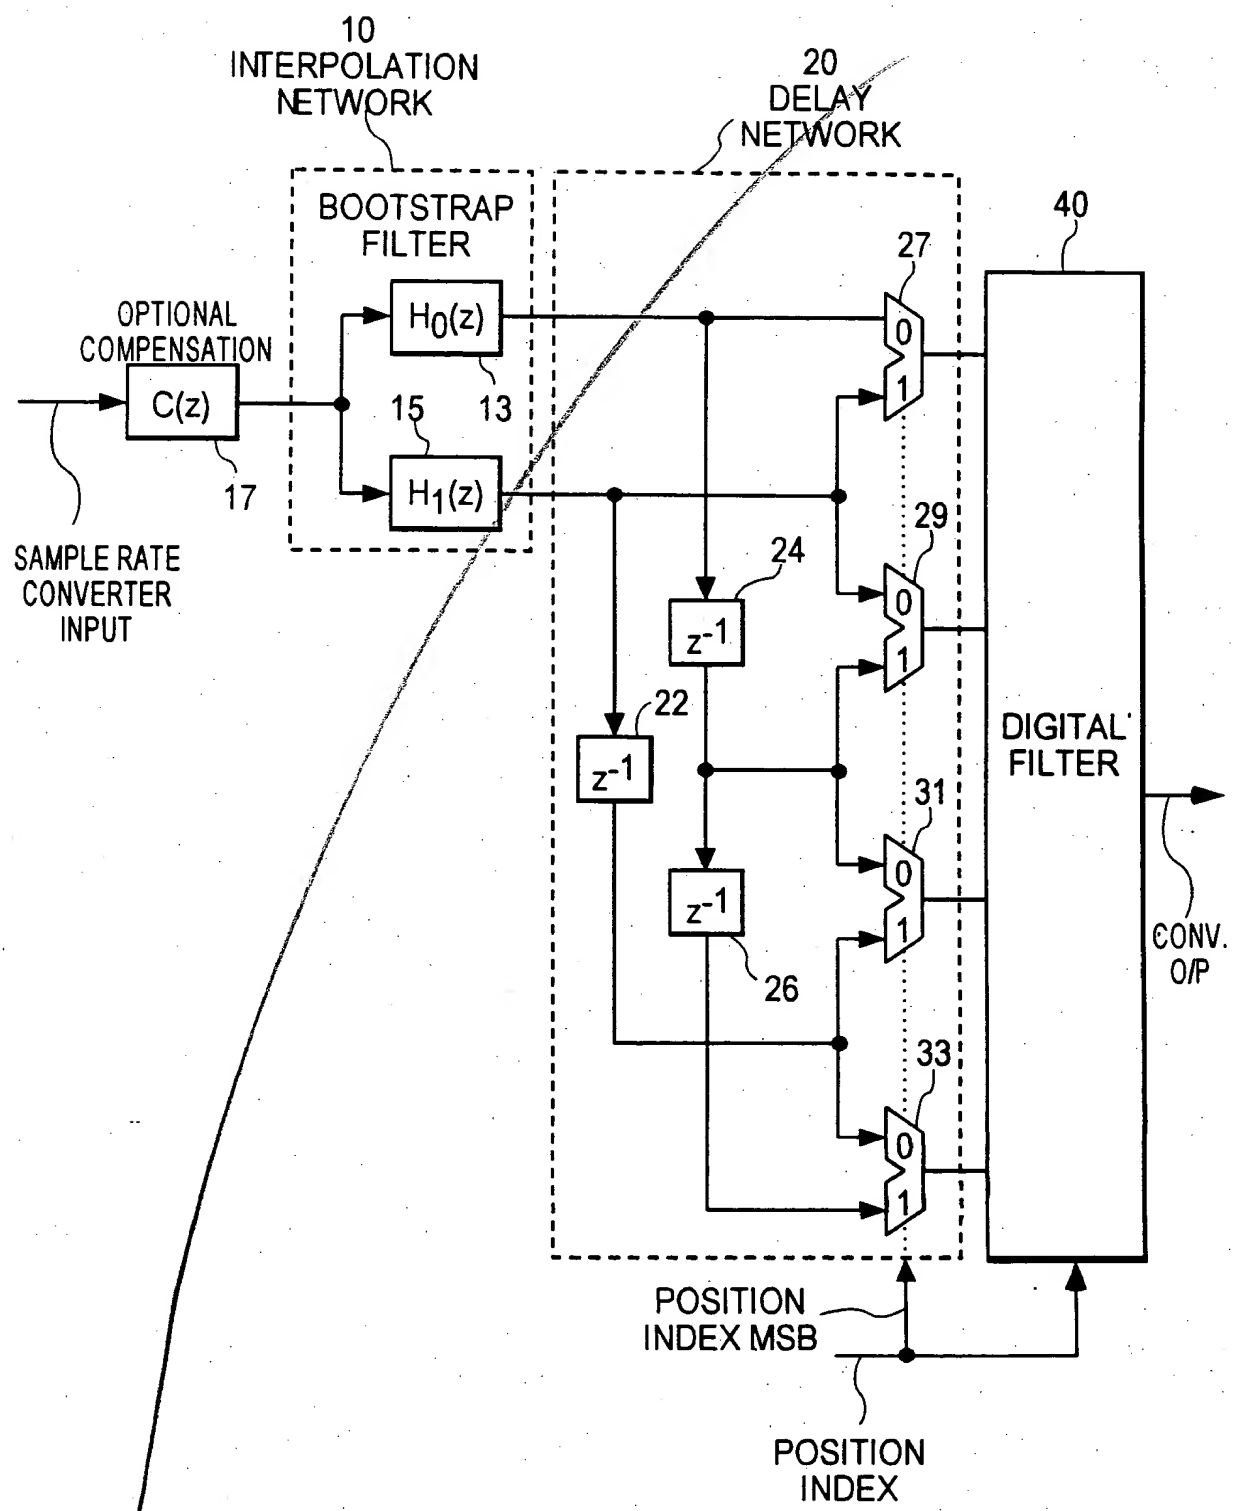 10
INTERPOLATION
NETWORK
20
DELAY
NETWORK
BOOTSTRAP
FILTER
40
27
OPTIONAL
COMPENSATION
H0(z)
0
1
C(z)
15
13
H1(z)
17
SAMPLE RATE
CONVERTER
INPUT
24
29
0
z-1
1
22
z-1
DIGITAL
FILTER
31
0
z-1
1
26
CONV.
O/P
33
0
1
POSITION
INDEX MSB
POSITION
INDEX